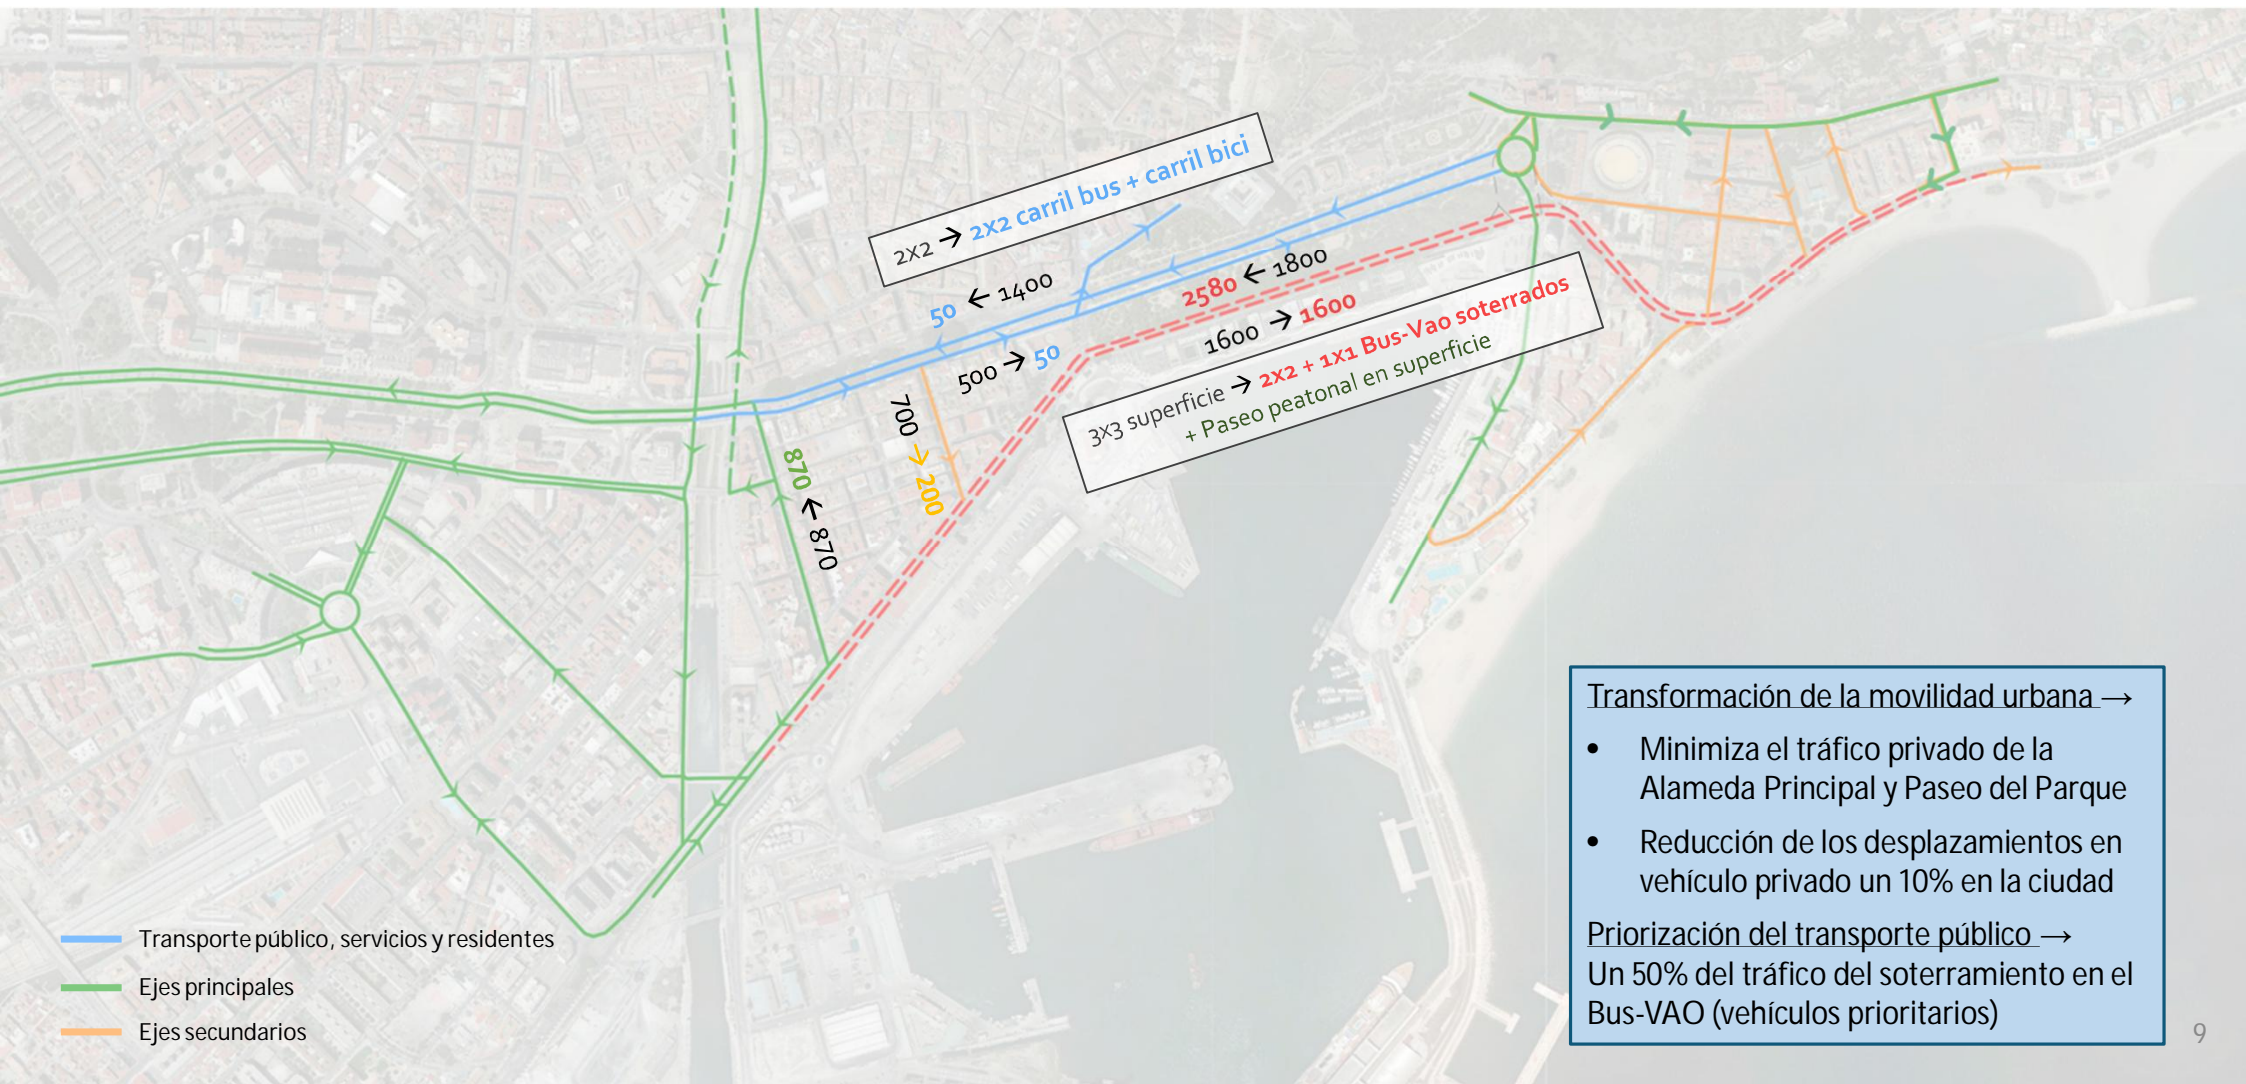 2x2 → 2x2 carril bus + carril bici
50 ← 1400
500 → 50
2580 ← 1800
1600 → 1600
3x3 superficie → 2x2 + 1x1 Bus-Vao soterrados
+ Paseo peatonal en superficie
700 → 200
870 ← 870
Transformación de la movilidad urbana →
• Minimiza el tráfico privado de la
Alameda Principal y Paseo del Parque
• Reducción de los desplazamientos en
vehículo privado un 10% en la ciudad
Priorización del transporte público →
Un 50% del tráfico del soterramiento en el
Bus-VAO (vehículos prioritarios)
Transporte público, servicios y residentes
Ejes principales
Ejes secundarios
9